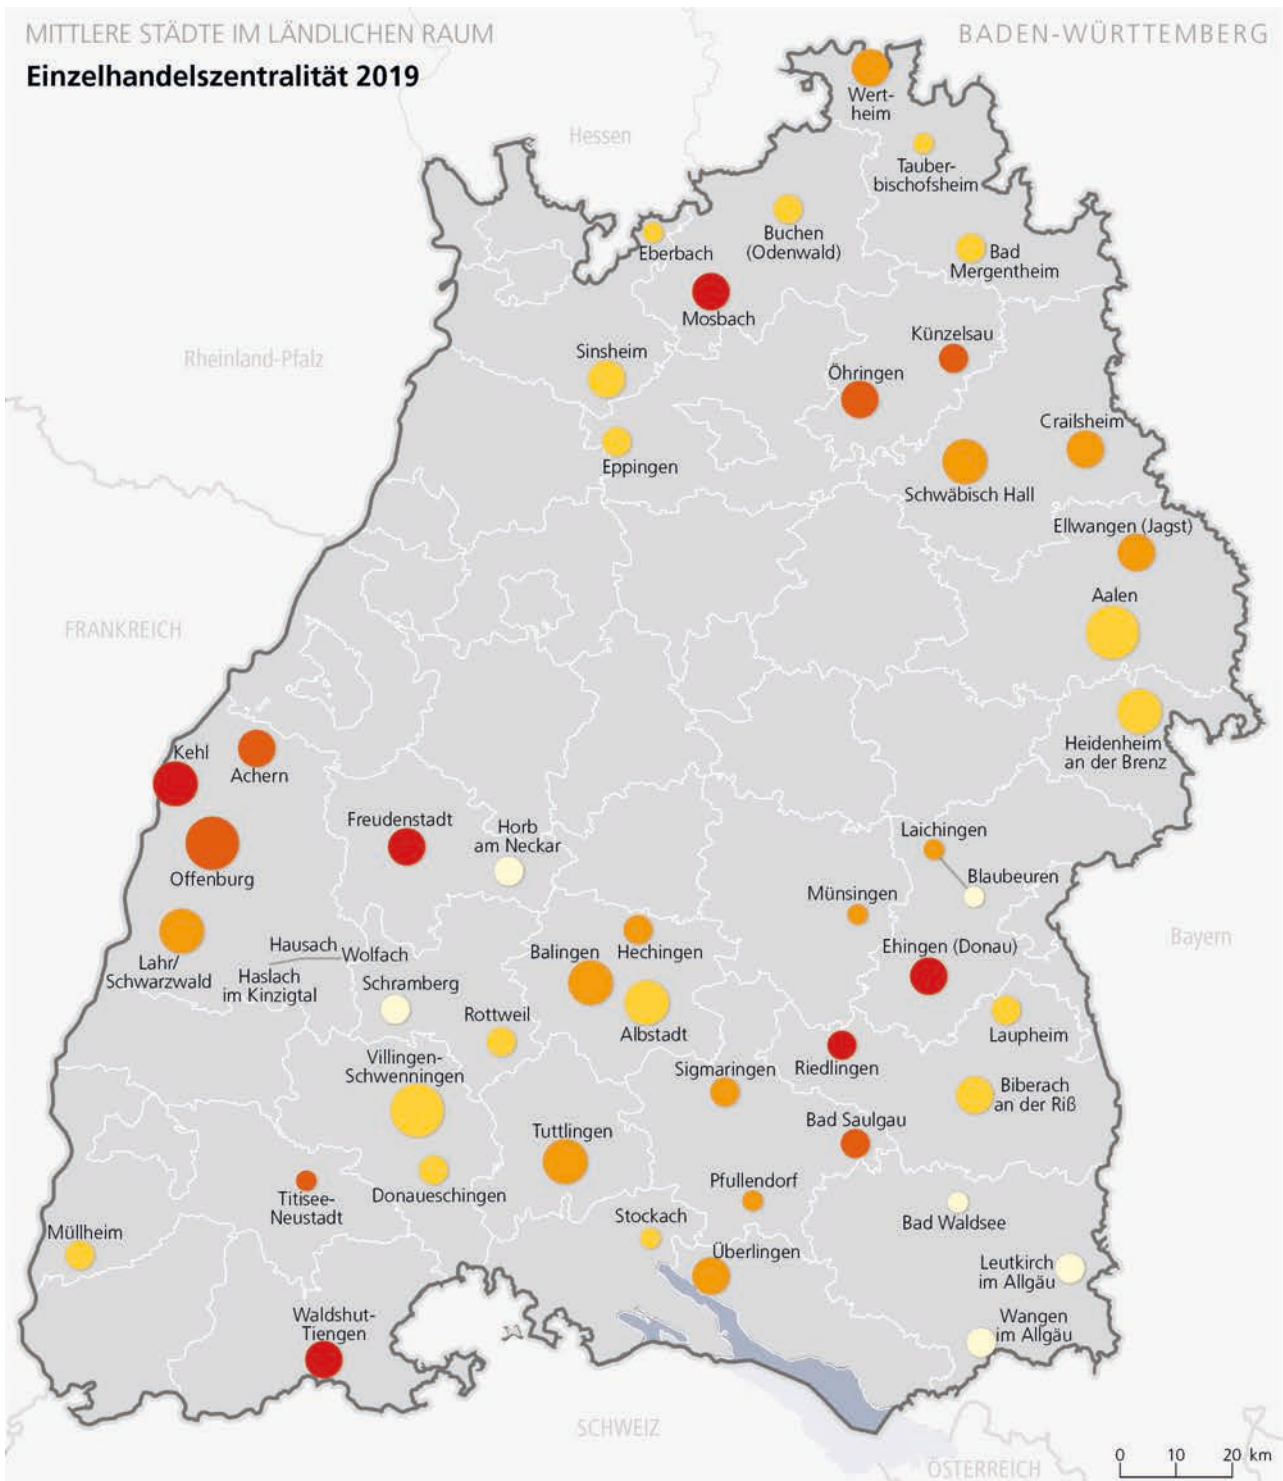 MITTLERE STÄDTE IM LÄNDLICHEN RAUM
BADEN-WÜRTTEMBERG
Einzelhandelszentralität 2019
Wert-
heim
Hessen
Tauber-
bischofsheim
Buchen
(Odenwald)
Eberbach
Bad
Mergentheim
Mosbach
Künzelsau
Sinsheim
Rheinland-Pfalz
Öhringen
Crailsheim
Eppingen
Schwäbisch Hall
Ellwangen (Jagst)
Aalen
FRANKREICH
Heidenheim
an der Brenz
Kehl
Achern
Freudenstadt
Horb
am Neckar
Laichingen
Offenburg
Blaubeuren
Münsingen
Bayern
Hausach
Wolfach
Balingen
Hechingen
Ehingen (Donau)
Lahr/
Schwarzwald
Haslach
im Kinzigtal
Schramberg
Rottweil
Albstadt
Laupheim
Villingen-
Schwenningen
Sigmaringen
Riedlingen
Biberach
an der Riß
Bad Saulgau
Tuttlingen
Pfullendorf
Donaueschingen
Titisee-
Neustadt
Stockach
Bad Waldsee
Müllheim
Überlingen
Leutkirch
im Allgäu
Waldshut-
Tiengen
Wangen
im Allgäu
SCHWEIZ
ÖSTERREICH
0 10 20 km